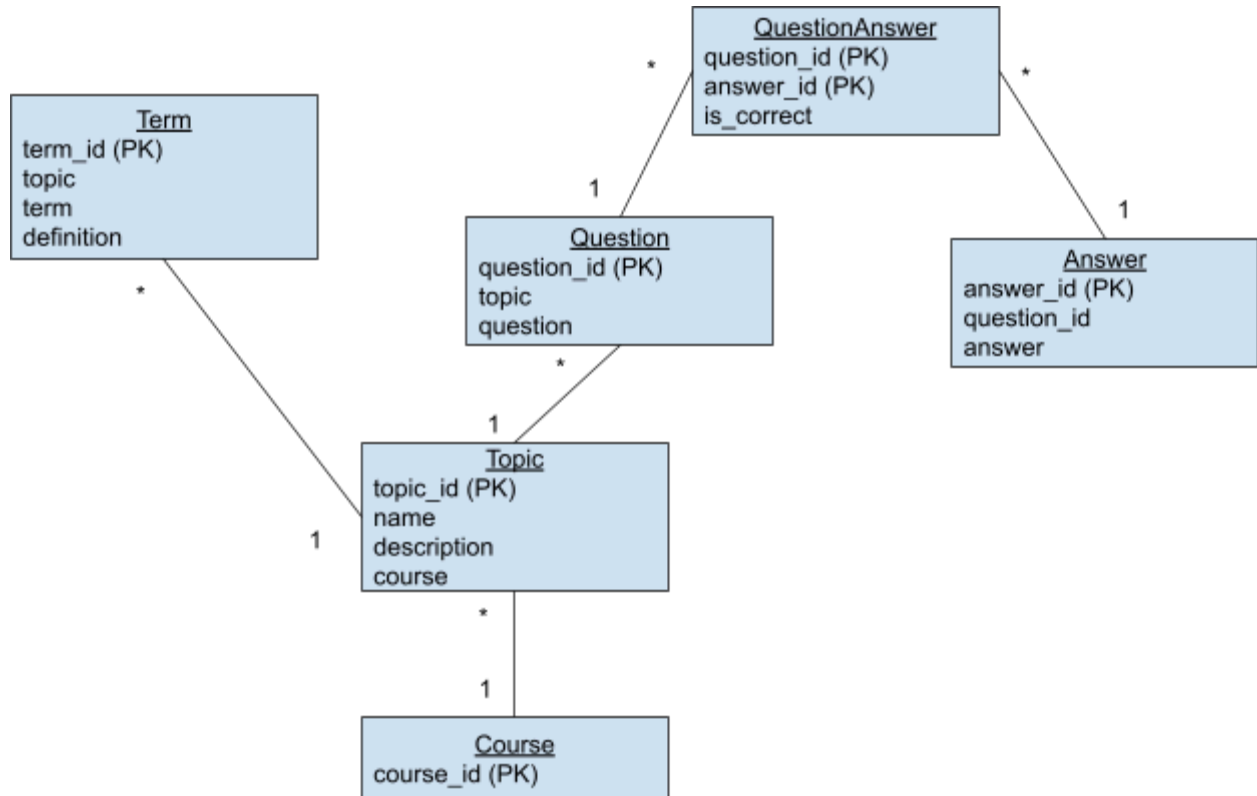 QuestionAnswer
question_id (PK)
answer_id (PK)
is_correct
*
*
Term
term_id (PK)
topic
term
definition
1
1
Question
question_id (PK)
topic
question
Answer
answer_id (PK)
question_id
answer
*
*
1
Topic
topic_id (PK)
name
description
course
1
*
1
Course
course_id (PK)